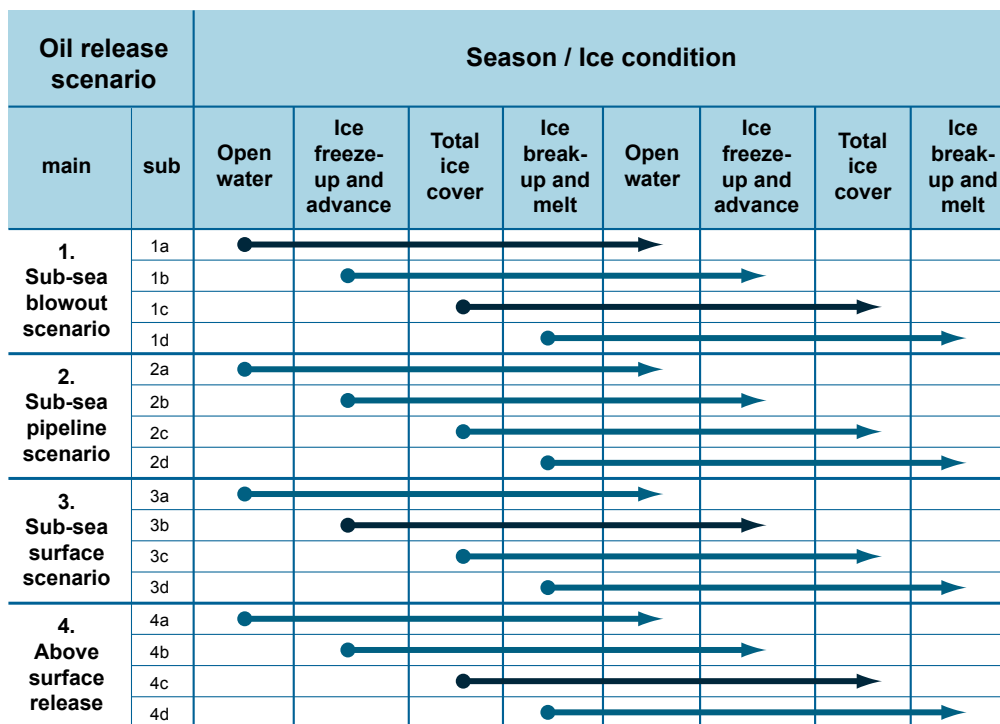 Oil release
scenario
Season / Ice condition
main
sub
Open
water
Ice
freeze-
up and
advance
Total
ice
cover
Ice
break-
up and
melt
Open
water
Ice
freeze-
up and
advance
Total
ice
cover
Ice
break-
up and
melt
1.
Sub-sea
blowout
scenario
1a
1b
1c
1d
2.
Sub-sea
pipeline
scenario
2a
2b
2c
2d
3.
Sub-sea
surface
scenario
3a
3b
3c
3d
4.
Above
surface
release
4a
4b
4c
4d